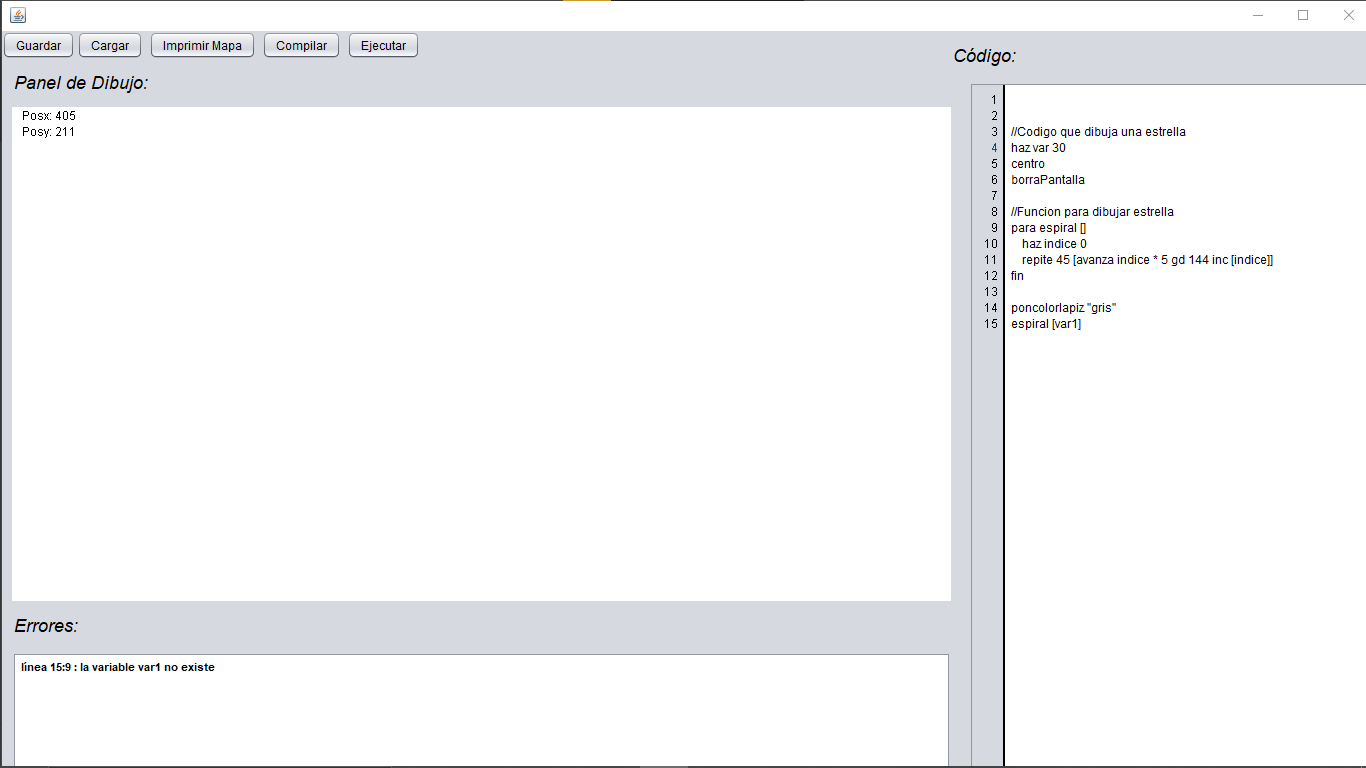 Guardar Cargar Imprimir Mapa Compilar Ejecutar
Panel de Dibujo:
Posx: 405
Posy: 211
Errores:
línea 15:9 : la variable var1 no existe
Código:
1
2
3 //Codigo que dibuja una estrella
4 haz var 30
5 centro
6 borraPantalla
7
8 //Funcion para dibujar estrella
9 para espiral []
10 haz indice 0
11 repite 45 [avanza indice * 5 gd 144 inc [indice]]
12 fin
13
14 poncolorlapiz "gris"
15 espiral [var1]